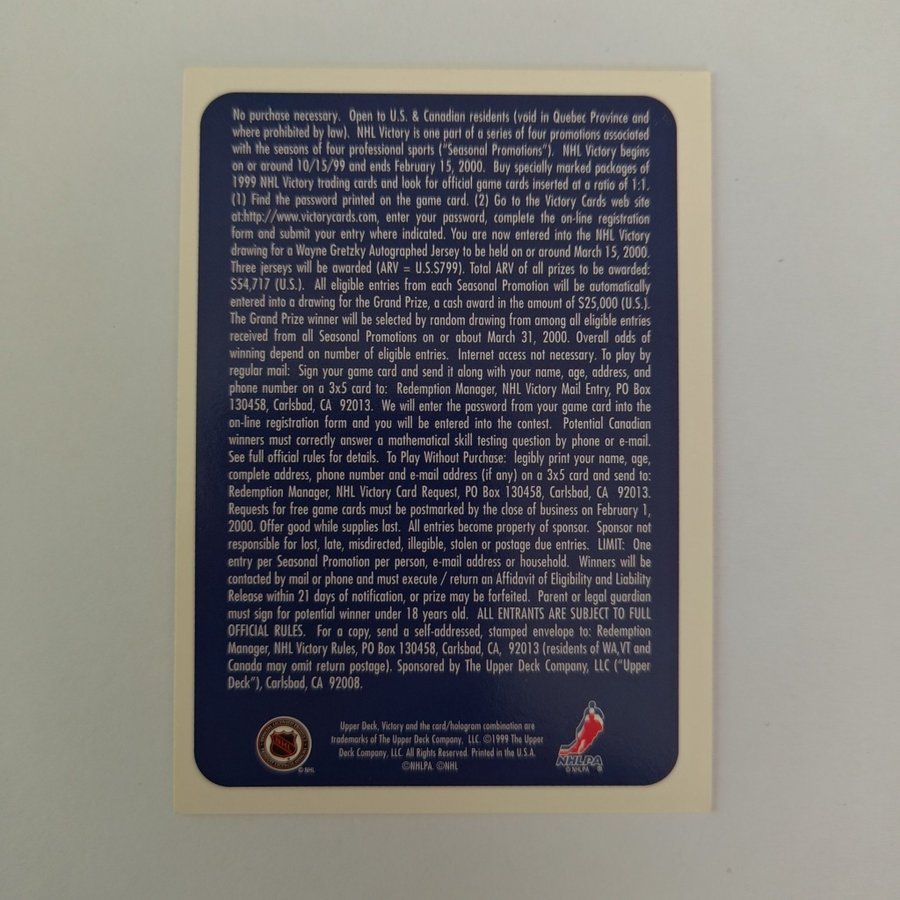 No purchase necessary. Open to U.S. & Canadian residents (void in Quebec Province and
where prohibited by law). NHL Victory is one part of a series of four promotions associated
with the seasons of four professional sports ("Seasonal Promotions"). NHL Victory begins
on or around 10/15/99 and ends February 15, 2000. Buy specially marked packages of
1999 NHL Victory trading cards and look for official game cards inserted at a ratio of 1:1.
(1) Find the password printed on the game card. (2) Go to the Victory Cards web site
at:http://www.victorycards.com, enter your password, complete the on-line registration
form and submit your entry where indicated. You are now entered into the NHL Victory
drawing for a Wayne Gretzky Autographed Jersey to be held on or around March 15, 2000.
Three jerseys will be awarded (ARV = U.S.$799). Total ARV of all prizes to be awarded:
$54,717 (U.S.). All eligible entries from each Seasonal Promotion will be automatically
entered into a drawing for the Grand Prize, a cash award in the amount of $25,000 (U.S.).
The Grand Prize winner will be selected by random drawing from among all eligible entries
received from all Seasonal Promotions on or about March 31, 2000. Overall odds of
winning depend on number of eligible entries. Internet access not necessary. To play by
regular mail: Sign your game card and send it along with your name, age, address, and
phone number on a 3x5 card to: Redemption Manager, NHL Victory Mail Entry, PO Box
130458, Carlsbad, CA 92013. We will enter the password from your game card into the
on-line registration form and you will be entered into the contest. Potential Canadian
winners must correctly answer a mathematical skill testing question by phone or e-mail.
See full official rules for details. To Play Without Purchase: legibly print your name, age,
complete address, phone number and e-mail address (if any) on a 3x5 card and send to:
Redemption Manager, NHL Victory Card Request, PO Box 130458, Carlsbad, CA 92013.
Requests for free game cards must be postmarked by the close of business on February 1,
2000. Offer good while supplies last. All entries become property of sponsor. Sponsor not
responsible for lost, late, misdirected, illegible, stolen or postage due entries. LIMIT: One
entry per Seasonal Promotion per person, e-mail address or household. Winners will be
contacted by mail or phone and must execute / return an Affidavit of Eligibility and Liability
Release within 21 days of notification, or prize may be forfeited. Parent or legal guardian
must sign for potential winner under 18 years old. ALL ENTRANTS ARE SUBJECT TO FULL
OFFICIAL RULES. For a copy, send a self-addressed, stamped envelope to: Redemption
Manager, NHL Victory Rules, PO Box 130458, Carlsbad, CA, 92013 (residents of WA,VT and
Canada may omit return postage). Sponsored by The Upper Deck Company, LLC ("Upper
Deck"), Carlsbad, CA 92008.
Upper Deck, Victory and the card/hologram combination are
trademarks of The Upper Deck Company, LLC. ©1999 The Upper
Deck Company, LLC. All Rights Reserved. Printed in the U.S.A.
©NHLPA. ©NHL
NHL
© NHL
NHLPA
© NHLPA ®